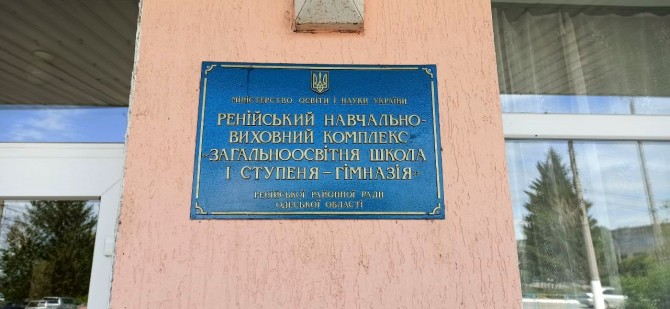 МІНІСТЕРСТВО ОСВІТИ І НАУКИ УКРАЇНИ
РЕНІЙСЬКИЙ НАВЧАЛЬНО-
ВИХОВНИЙ КОМПЛЕКС
«ЗАГАЛЬНООСВІТНЯ ШКОЛА
І СТУПЕНЯ – ГІМНАЗІЯ»
РЕНІЙСЬКОЇ РАЙОННОЇ РАДИ
ОДЕСЬКОЇ ОБЛАСТІ